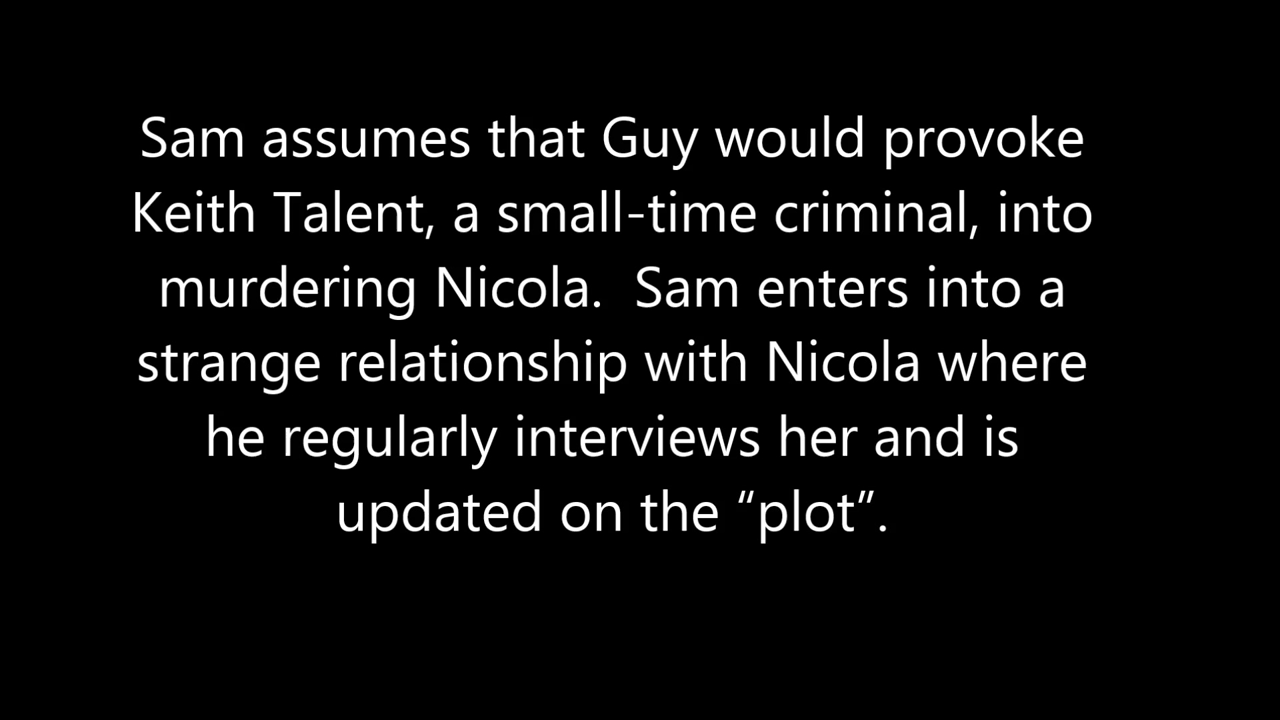 Sam assumes that Guy would provoke
Keith Talent, a small-time criminal, into
murdering Nicola.  Sam enters into a
strange relationship with Nicola where
he regularly interviews her and is
updated on the “plot”.